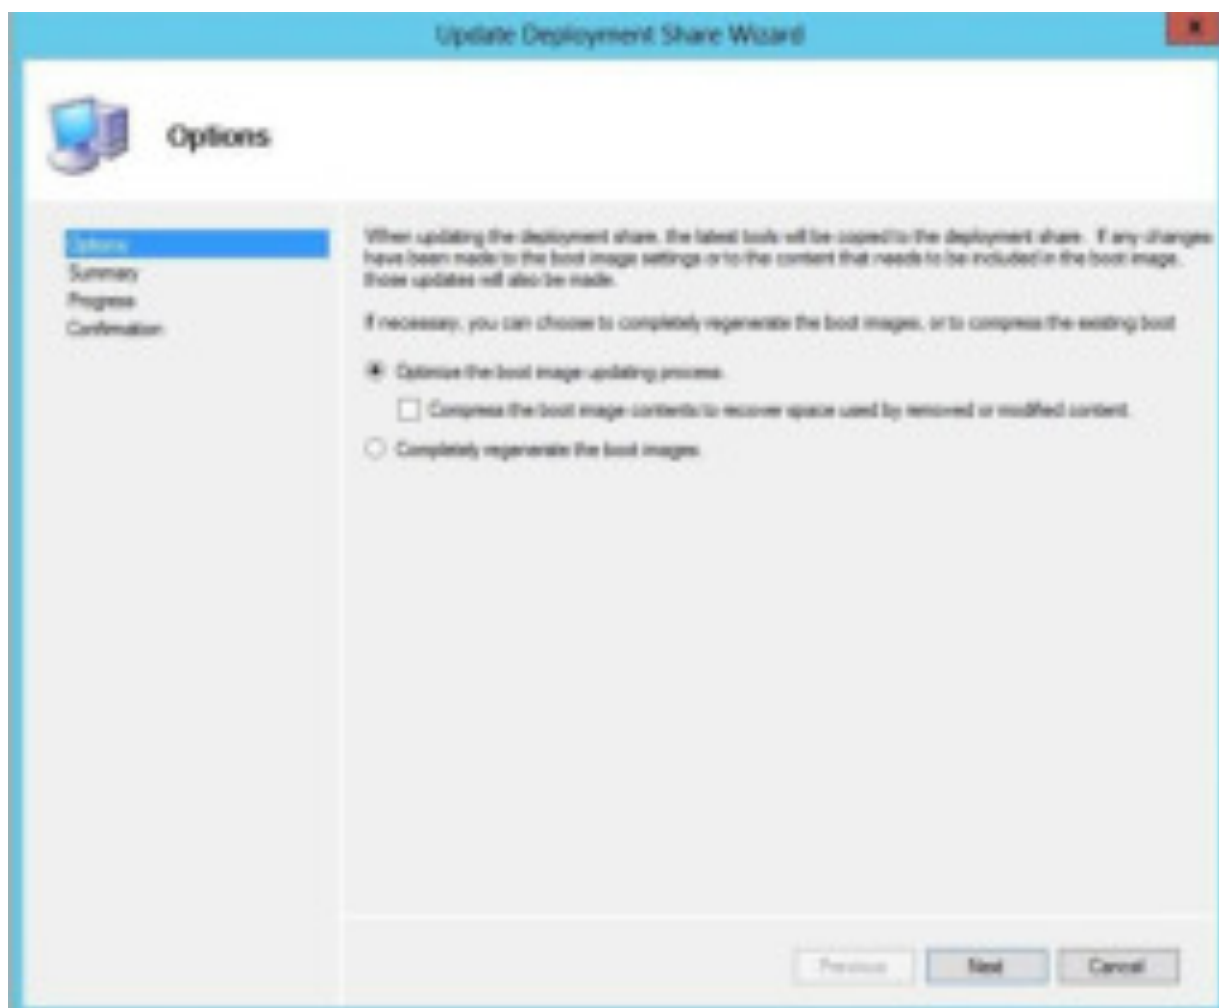 Update Deployment Share Wizard
Options
Options
Summary
Progress
Confirmation
When updating the deployment share, the latest tools will be copied to the deployment share. If any changes
have been made to the boot image settings or to the content that needs to be included in the boot image,
those updates will also be made.
If necessary, you can choose to completely regenerate the boot images, or to compress the existing boot
Optimize the boot image updating process.
Compress the boot image contents to recover space used by removed or modified content.
Completely regenerate the boot images.
Previous
Next
Cancel